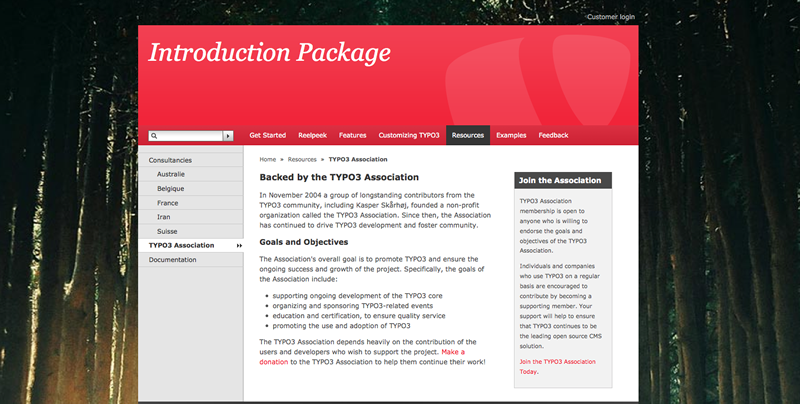 Customer login
Introduction Package
Get Started Reelpeek Features Customizing TYPO3 Resources Examples Feedback
Consultancies
Australie
Belgique
France
Iran
Suisse
TYPO3 Association
Documentation
Home » Resources » TYPO3 Association
Backed by the TYPO3 Association
In November 2004 a group of longstanding contributors from the
TYPO3 community, including Kasper Skårhøj, founded a non-profit
organization called the TYPO3 Association. Since then, the Association
has continued to drive TYPO3 development and foster community.
Goals and Objectives
The Association's overall goal is to promote TYPO3 and ensure the
ongoing success and growth of the project. Specifically, the goals of
the Association include:
• supporting ongoing development of the TYPO3 core
• organizing and sponsoring TYPO3-related events
• education and certification, to ensure quality service
• promoting the use and adoption of TYPO3
The TYPO3 Association depends heavily on the contribution of the
users and developers who wish to support the project. Make a
donation to the TYPO3 Association to help them continue their work!
Join the Association
TYPO3 Association
membership is open to
anyone who is willing to
endorse the goals and
objectives of the TYPO3
Association.
Individuals and companies
who use TYPO3 on a regular
basis are encouraged to
contribute by becoming a
supporting member. Your
support will help to ensure
that TYPO3 continues to be
the leading open source CMS
solution.
Join the TYPO3 Association
Today.